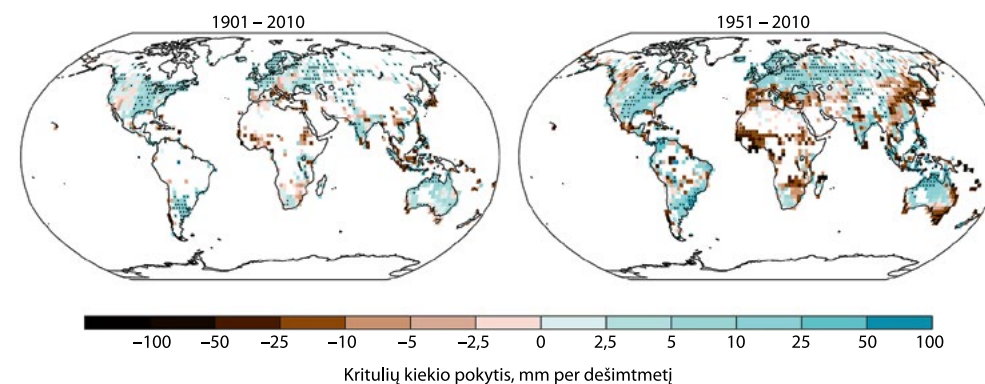 1901 – 2010
1951 – 2010
–100 –50 –25 –10 –5 –2,5 0 2,5 5 10 25 50 100
Kritulių kiekio pokytis, mm per dešimtmetį